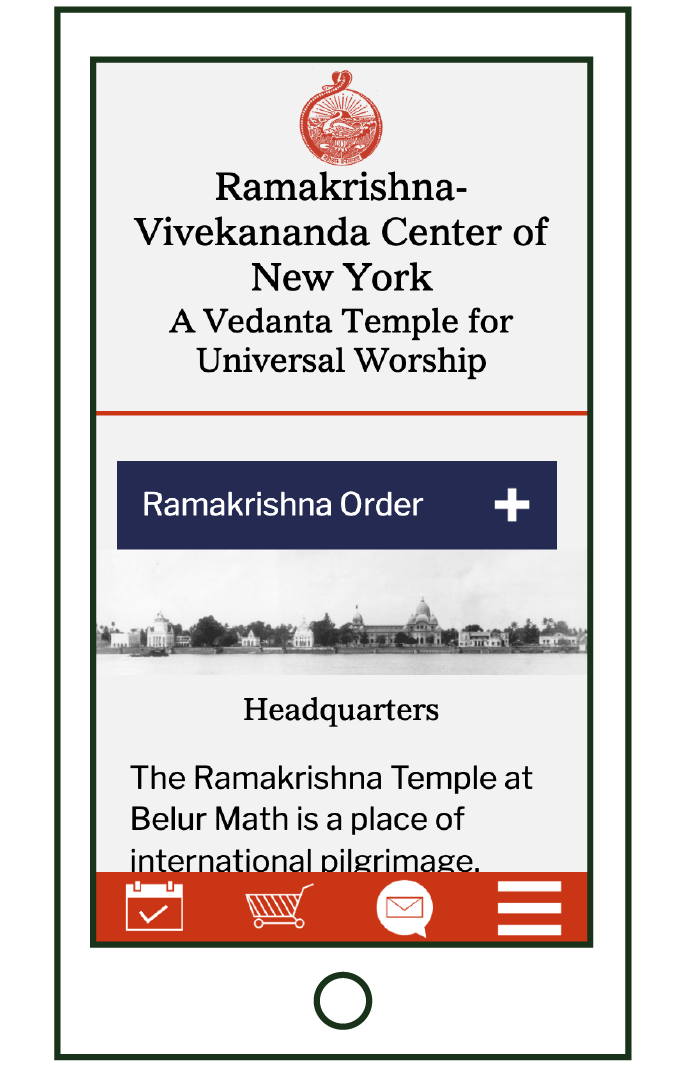 Ramakrishna-
Vivekananda Center of
New York
A Vedanta Temple for
Universal Worship
Ramakrishna Order
Headquarters
The Ramakrishna Temple at
Belur Math is a place of
international pilgrimage.